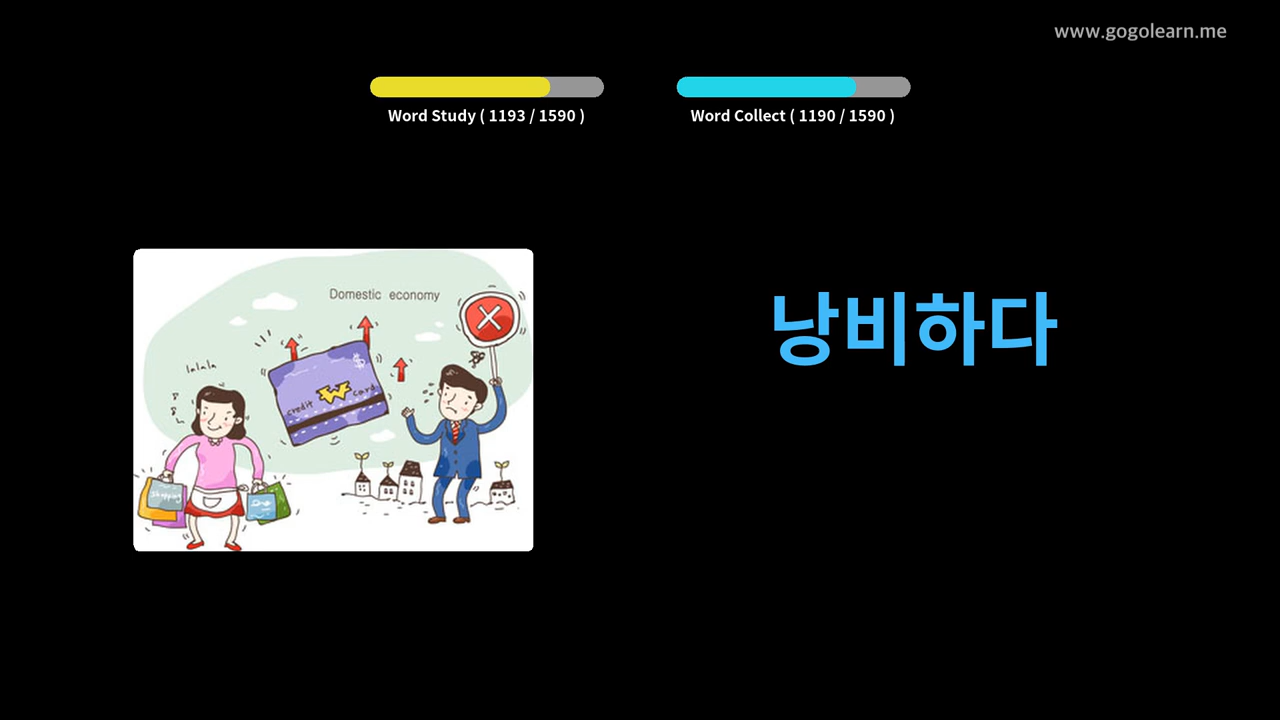 www.gogolearn.me
Word Study ( 1193 / 1590 )
Word Collect ( 1190 / 1590 )
Domestic economy
lalala
$
W
credit card
Shopping
낭비하다